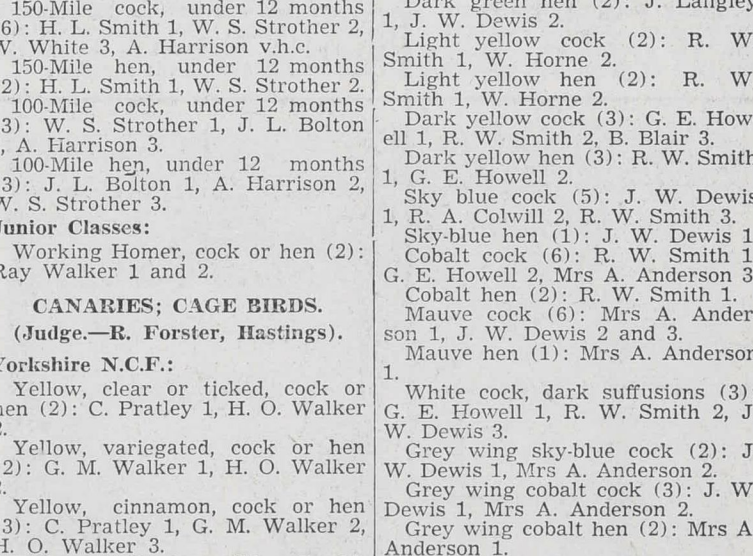 150-Mile cock, under 12 months
6): H. L. Smith 1, W. S. Strother 2,
W. White 3, A. Harrison v.h.c.
150-Mile hen, under 12 months
2): H. L. Smith 1, W. S. Strother 2.
100-Mile cock, under 12 months
3): W. S. Strother 1, J. L. Bolton
, A. Harrison 3.
100-Mile hen, under 12 months
3): J. L. Bolton 1, A. Harrison 2,
W. S. Strother 3.
Junior Classes:
Working Homer, cock or hen (2):
Ray Walker 1 and 2.
CANARIES; CAGE BIRDS.
(Judge.—R. Forster, Hastings).
Yorkshire N.C.F.:
Yellow, clear or ticked, cock or
hen (2): C. Pratley 1, H. O. Walker
2.
Yellow, variegated, cock or hen
2): G. M. Walker 1, H. O. Walker
Yellow, cinnamon, cock or hen
3): C. Pratley 1, G. M. Walker 2,
H. O. Walker 3.
Dark green hen (2): J. Langley
1, J. W. Dewis 2.
Light yellow cock (2): R. W.
Smith 1, W. Horne 2.
Light yellow hen (2): R. W.
Smith 1, W. Horne 2.
Dark yellow cock (3): G. E. How-
ell 1, R. W. Smith 2, B. Blair 3.
Dark yellow hen (3): R. W. Smith
1, G. E. Howell 2.
Sky blue cock (5): J. W. Dewis
1, R. A. Colwill 2, R. W. Smith 3.
Sky-blue hen (1): J. W. Dewis 1
Cobalt cock (6): R. W. Smith 1
G. E. Howell 2, Mrs A. Anderson 3
Cobalt hen (2): R. W. Smith 1.
Mauve cock (6): Mrs A. Ander
son 1, J. W. Dewis 2 and 3.
Mauve hen (1): Mrs A. Anderson
1.
White cock, dark suffusions (3)
G. E. Howell 1, R. W. Smith 2, J
W. Dewis 3.
Grey wing sky-blue cock (2): J
W. Dewis 1, Mrs A. Anderson 2.
Grey wing cobalt cock (3): J. W
Dewis 1, Mrs A. Anderson 2.
Grey wing cobalt hen (2): Mrs A
Anderson 1.